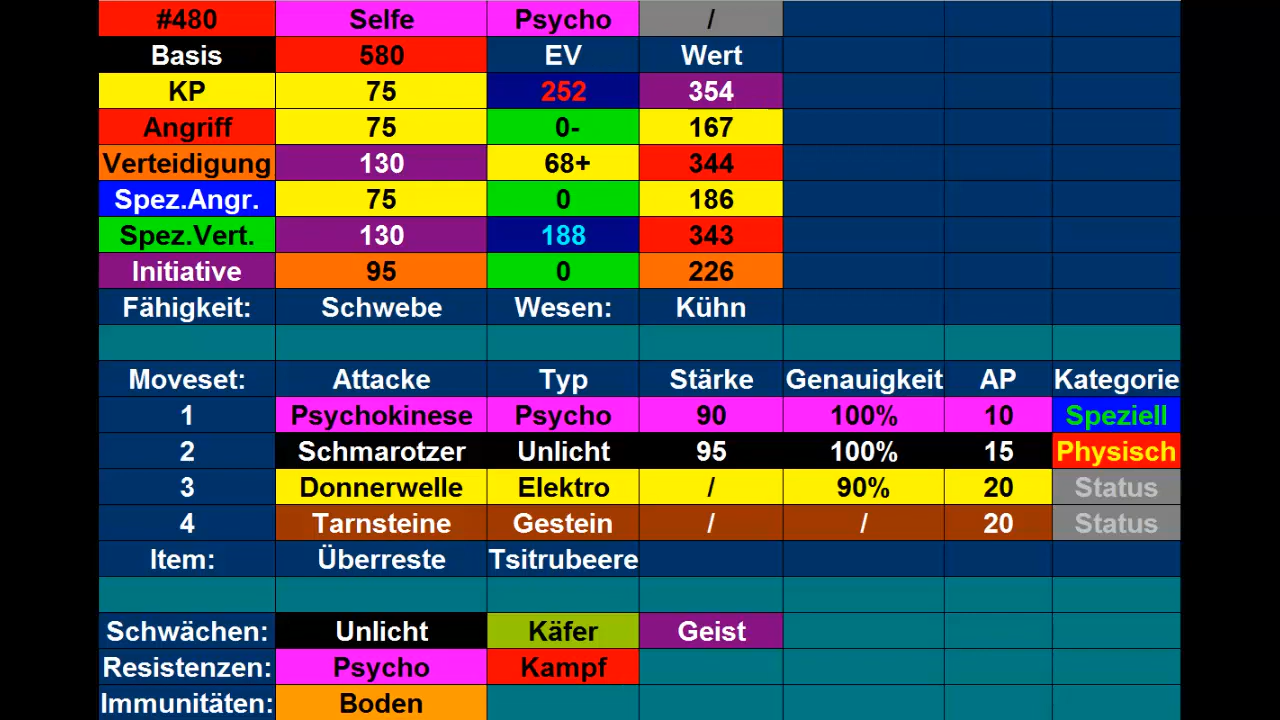 #480 Selfe Psycho /
Basis 580 EV Wert
KP 75 252 354
Angriff 75 0- 167
Verteidigung 130 68+ 344
Spez.Angr. 75 0 186
Spez.Vert. 130 188 343
Initiative 95 0 226
Fähigkeit: Schwebe Wesen: Kühn
Moveset: Attacke Typ Stärke Genauigkeit AP Kategorie
1 Psychokinese Psycho 90 100% 10 Speziell
2 Schmarotzer Unlicht 95 100% 15 Physisch
3 Donnerwelle Elektro / 90% 20 Status
4 Tarnsteine Gestein / / 20 Status
Item: Überreste Tsitrubeere
Schwächen: Unlicht Käfer Geist
Resistenzen: Psycho Kampf
Immunitäten: Boden